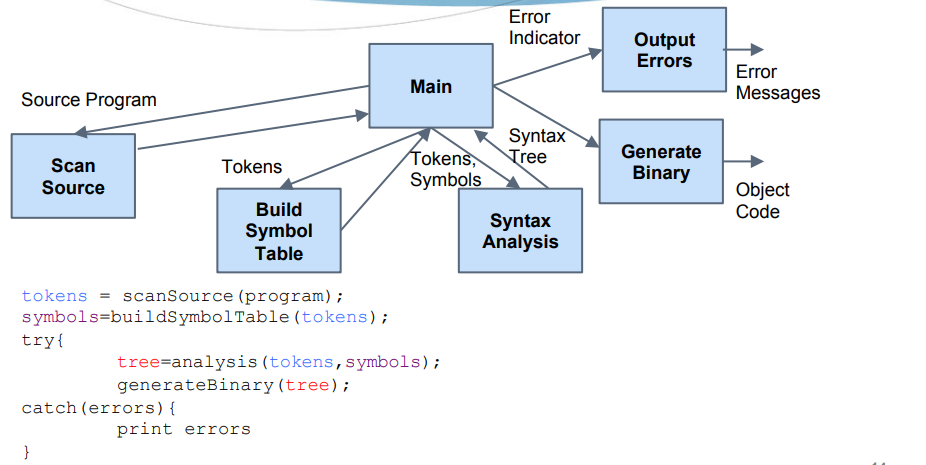 Error
Indicator
Output
Errors
Error
Messages
Main
Source Program
Scan
Source
Tokens
Build
Symbol
Table
Tokens,
Symbols
Syntax
Tree
Syntax
Analysis
Generate
Binary
Object
Code
tokens = scanSource(program);
symbols=buildSymbolTable(tokens);
try{
tree=analysis(tokens,symbols);
generateBinary(tree);
catch(errors){
print errors
}